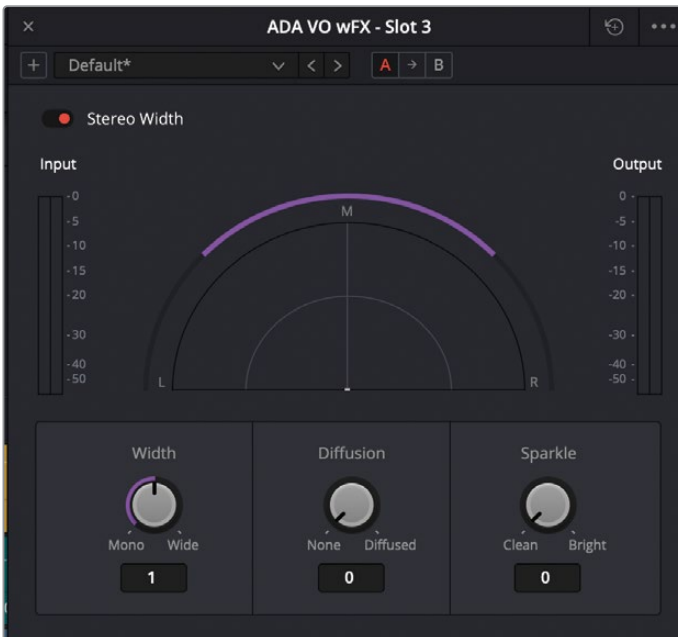 × ADA VO wFX - Slot 3
+ Default* < > A → B
Stereo Width
Input
Output
-0
-5
-10
-15
-20
-30
-40
-50
M
L
R
0 -
-5 -
-10 -
-15 -
-20 -
-30 -
-40 -
-50 -
Width
Mono Wide
1
Diffusion
None Diffused
0
Sparkle
Clean Bright
0